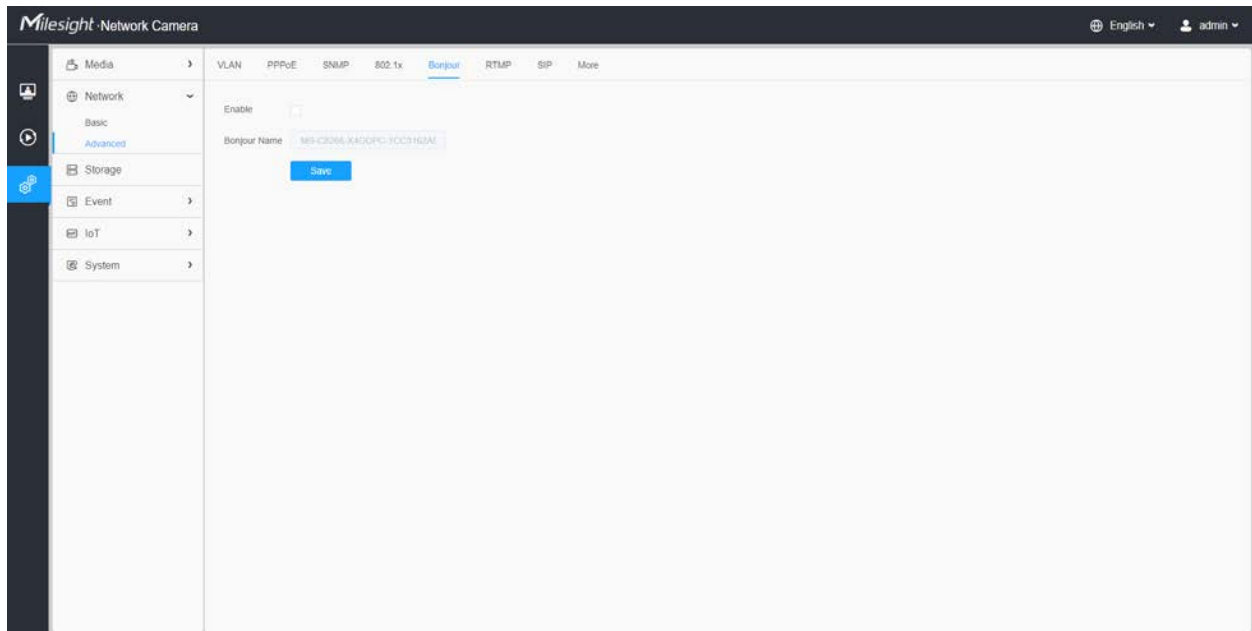 Milesight ·Network Camera
English
admin
Media
Network
Basic
Advanced
Storage
Event
IoT
System
VLAN PPPoE SNMP 802.1x Bonjour RTMP SIP More
Enable
Bonjour Name
Save